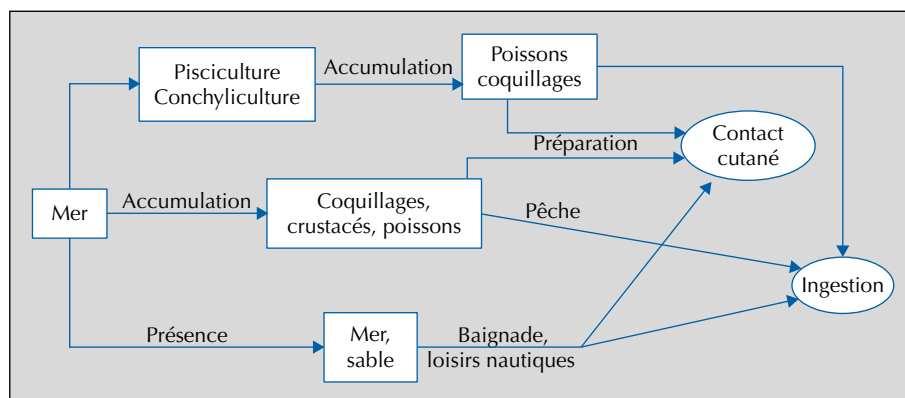 Pisciculture
Conchyliculture
Accumulation
Poissons
coquillages
Préparation
Contact
cutané
Mer
Accumulation
Coquillages,
crustacés, poissons
Pêche
Ingestion
Présence
Mer,
sable
Baignade,
loisirs nautiques